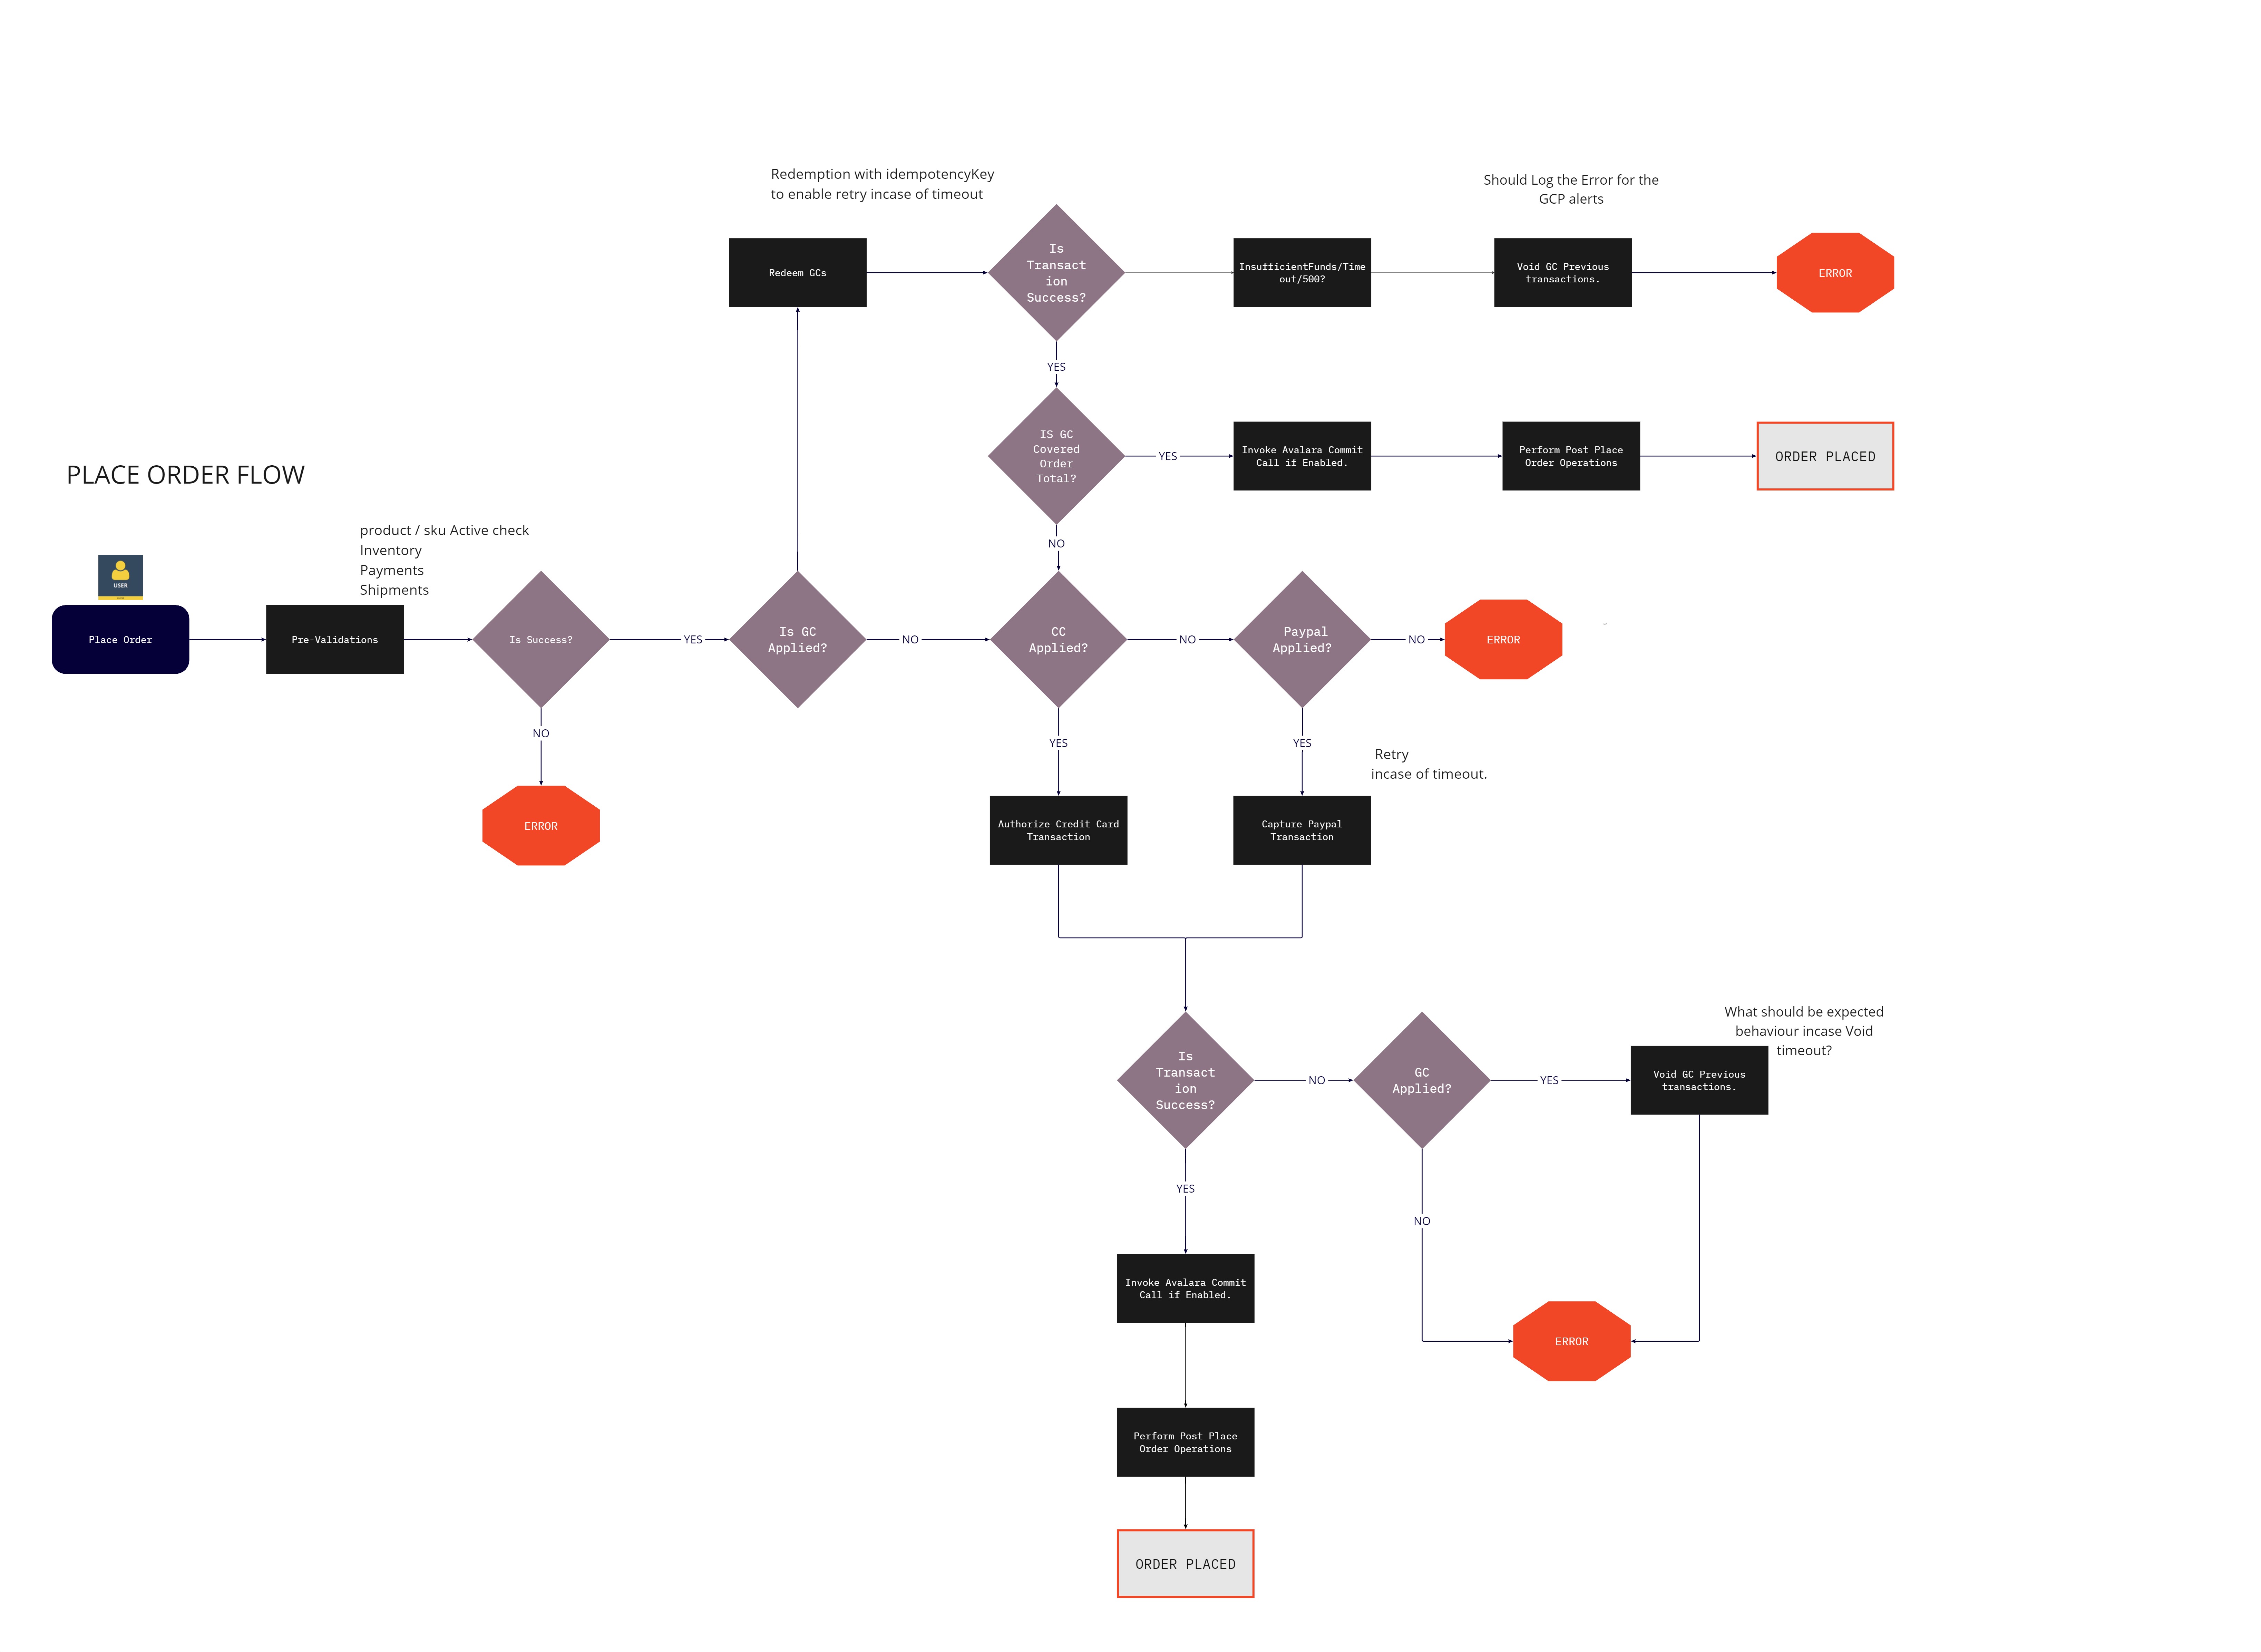 Redemption with idempotencyKey
to enable retry incase of timeout
Should Log the Error for the
GCP alerts
Redeem GCs
Is
Transact
ion
Success?
InsufficientFunds/Time
out/500?
Void GC Previous
transactions.
ERROR
YES
IS GC
Covered
Order
Total?
YES
Invoke Avalara Commit
Call if Enabled.
Perform Post Place
Order Operations
ORDER PLACED
PLACE ORDER FLOW
NO
product / sku Active check
Inventory
Payments
Shipments
USER
Place Order
Pre-Validations
Is Success?
YES
Is GC
Applied?
NO
CC
Applied?
NO
Paypal
Applied?
NO
ERROR
NO
YES
YES
Retry
incase of timeout.
ERROR
Authorize Credit Card
Transaction
Capture Paypal
Transaction
What should be expected
behaviour incase Void
timeout?
Is
Transact
ion
Success?
NO
GC
Applied?
YES
Void GC Previous
transactions.
YES
NO
Invoke Avalara Commit
Call if Enabled.
ERROR
Perform Post Place
Order Operations
ORDER PLACED